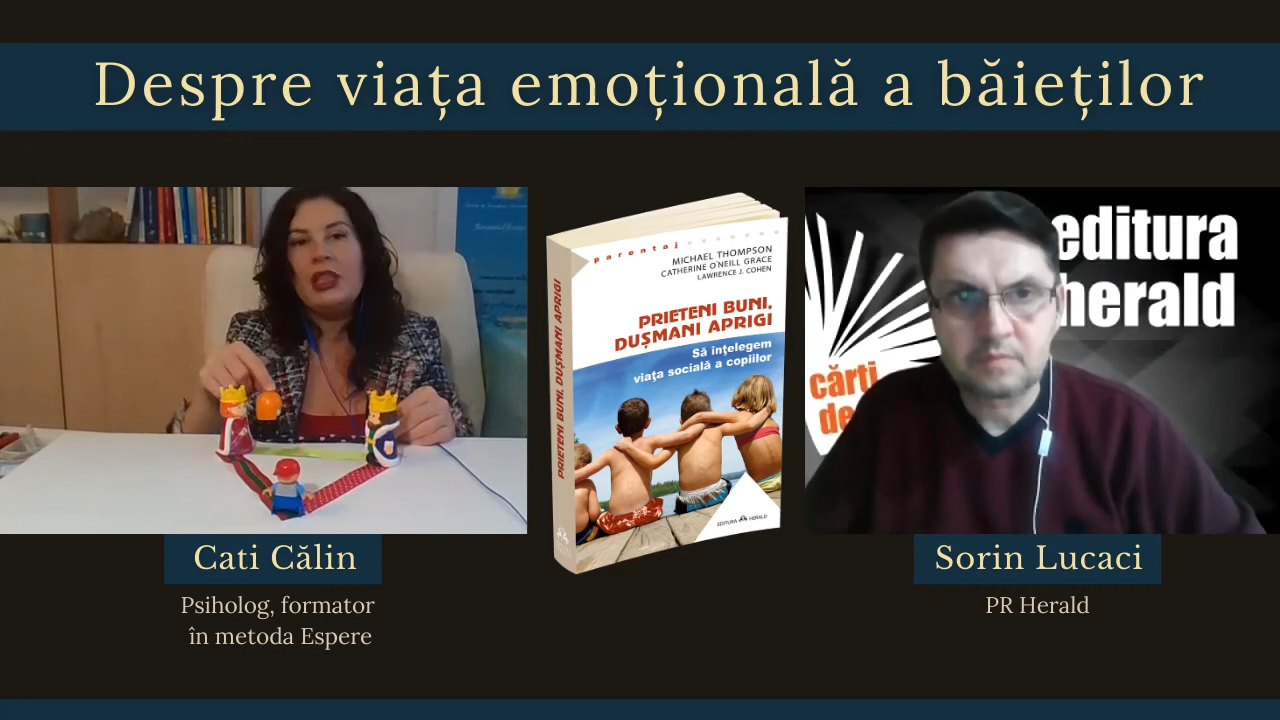 Despre viața emoțională a băieților
parentaj
MICHAEL THOMPSON
CATHERINE O'NEILL GRACE
LAWRENCE J. COHEN
PRIETENI BUNI,
DUȘMANI APRIGI
Să înțelegem
viața socială a copiilor
EDITURA HERALD
PRIETENI BUNI, DUȘMANI APRIGI
editura
herald
cărți
de
Cati Călin
Psiholog, formator
în metoda Espere
Sorin Lucaci
PR Herald